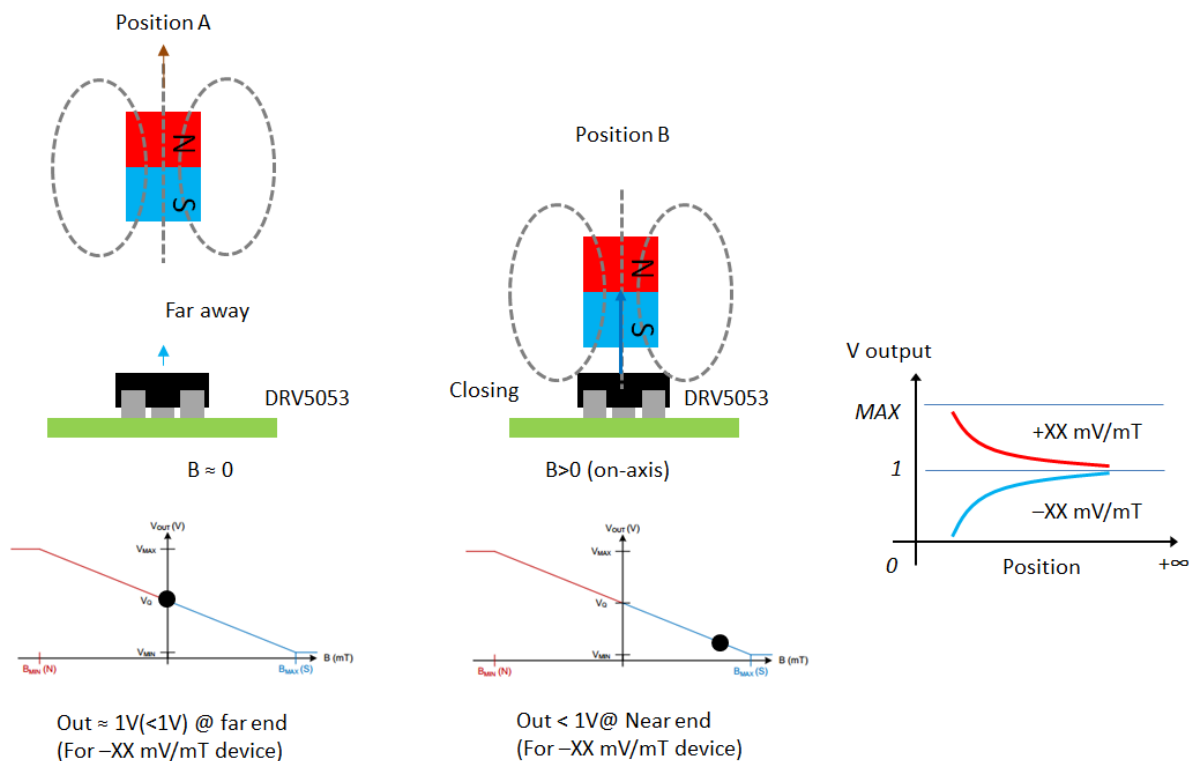 Position A
N
S
Far away
DRV5053
B ≈ 0
Position B
N
S
Closing
DRV5053
B>0 (on-axis)
V output
MAX
+XX mV/mT
1
–XX mV/mT
0
Position
+∞
VOUT (V)
VMAX
VQ
VMIN
BMIN (N)
BMAX (S)
B (mT)
VOUT (V)
VMAX
VQ
VMIN
BMIN (N)
BMAX (S)
B (mT)
Out ≈ 1V(<1V) @ far end
(For –XX mV/mT device)
Out < 1V@ Near end
(For –XX mV/mT device)